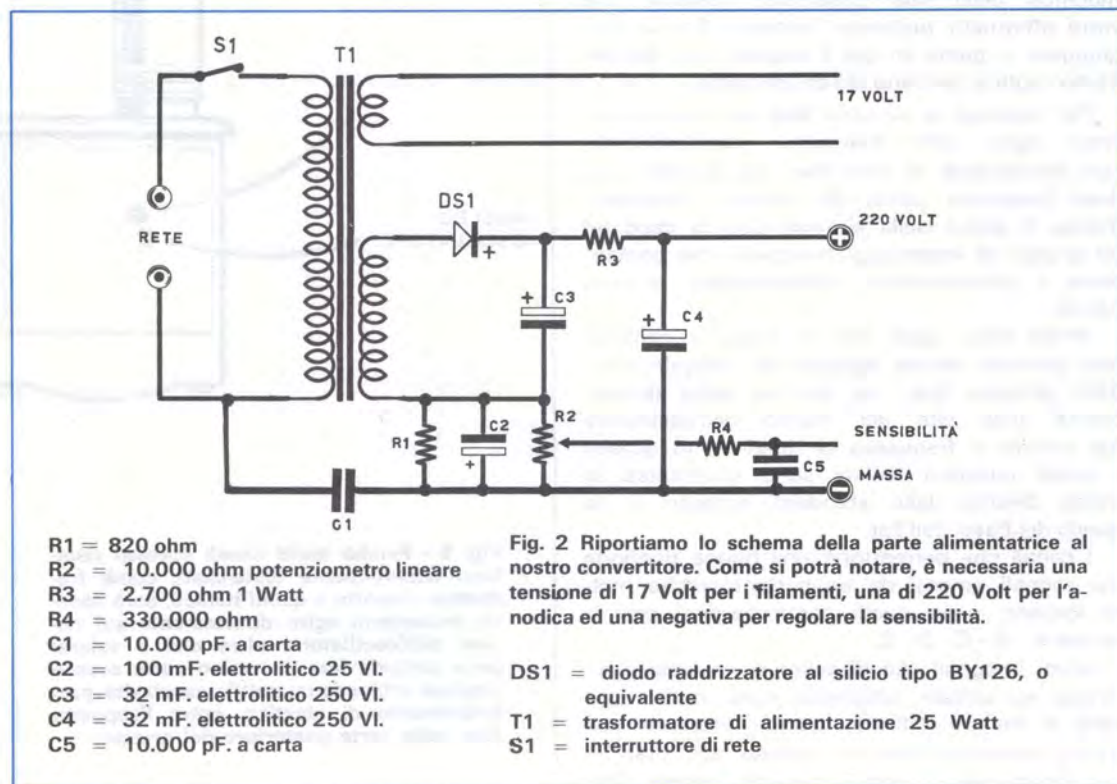 S1
T1
17 VOLT
RETE
DS1
+
R3
220 VOLT
+
+
C3
+
C4
R1
C2
+
R2
R4
SENSIBILITÀ
C5
MASSA
C1
R1 = 820 ohm
R2 = 10.000 ohm potenziometro lineare
R3 = 2.700 ohm 1 Watt
R4 = 330.000 ohm
C1 = 10.000 pF a carta
C2 = 100 mF. elettrolitico 25 Vl.
C3 = 32 mF. elettrolitico 250 Vl.
C4 = 32 mF. elettrolitico 250 Vl.
C5 = 10.000 pF. a carta
Fig. 2 Riportiamo lo schema della parte alimentatrice al
nostro convertitore. Come si potrà notare, è necessaria una
tensione di 17 Volt per i filamenti, una di 220 Volt per l'a-
nodica ed una negativa per regolare la sensibilità.
DS1 = diodo raddrizzatore al silicio tipo BY126, o
equivalente
T1 = trasformatore di alimentazione 25 Watt
S1 = interruttore di rete